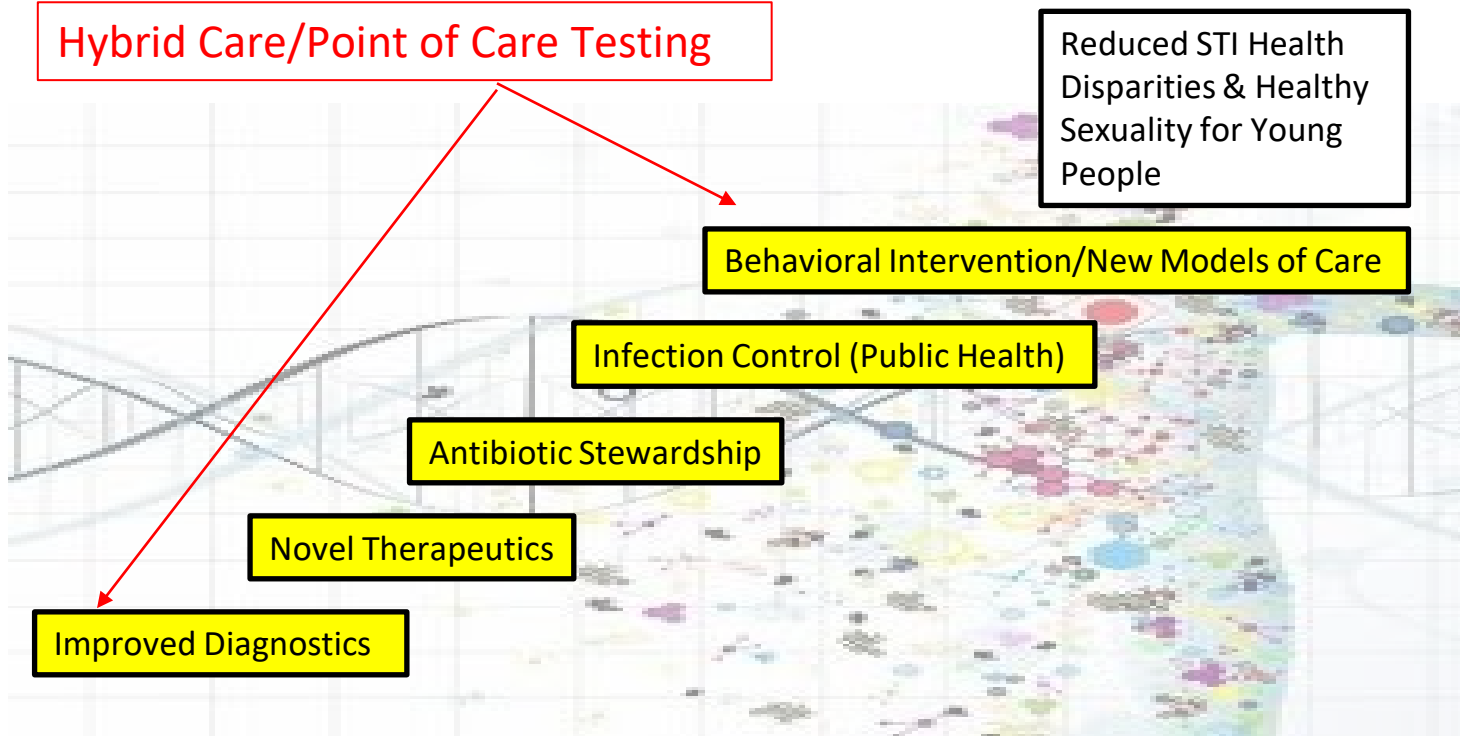 Hybrid Care/Point of Care Testing
Reduced STI Health
Disparities & Healthy
Sexuality for Young
People
Behavioral Intervention/New Models of Care
Infection Control (Public Health)
Antibiotic Stewardship
Novel Therapeutics
Improved Diagnostics